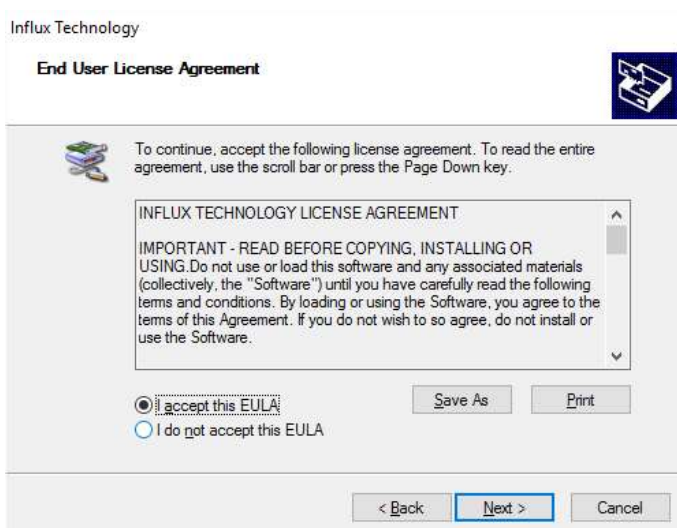 Influx Technology
End User License Agreement
To continue, accept the following license agreement. To read the entire
agreement, use the scroll bar or press the Page Down key.
INFLUX TECHNOLOGY LICENSE AGREEMENT
IMPORTANT - READ BEFORE COPYING, INSTALLING OR
USING.Do not use or load this software and any associated materials
(collectively, the "Software") until you have carefully read the following
terms and conditions. By loading or using the Software, you agree to the
terms of this Agreement. If you do not wish to so agree, do not install or
use the Software.
I accept this EULA
Save As
Print
I do not accept this EULA
< Back
Next >
Cancel